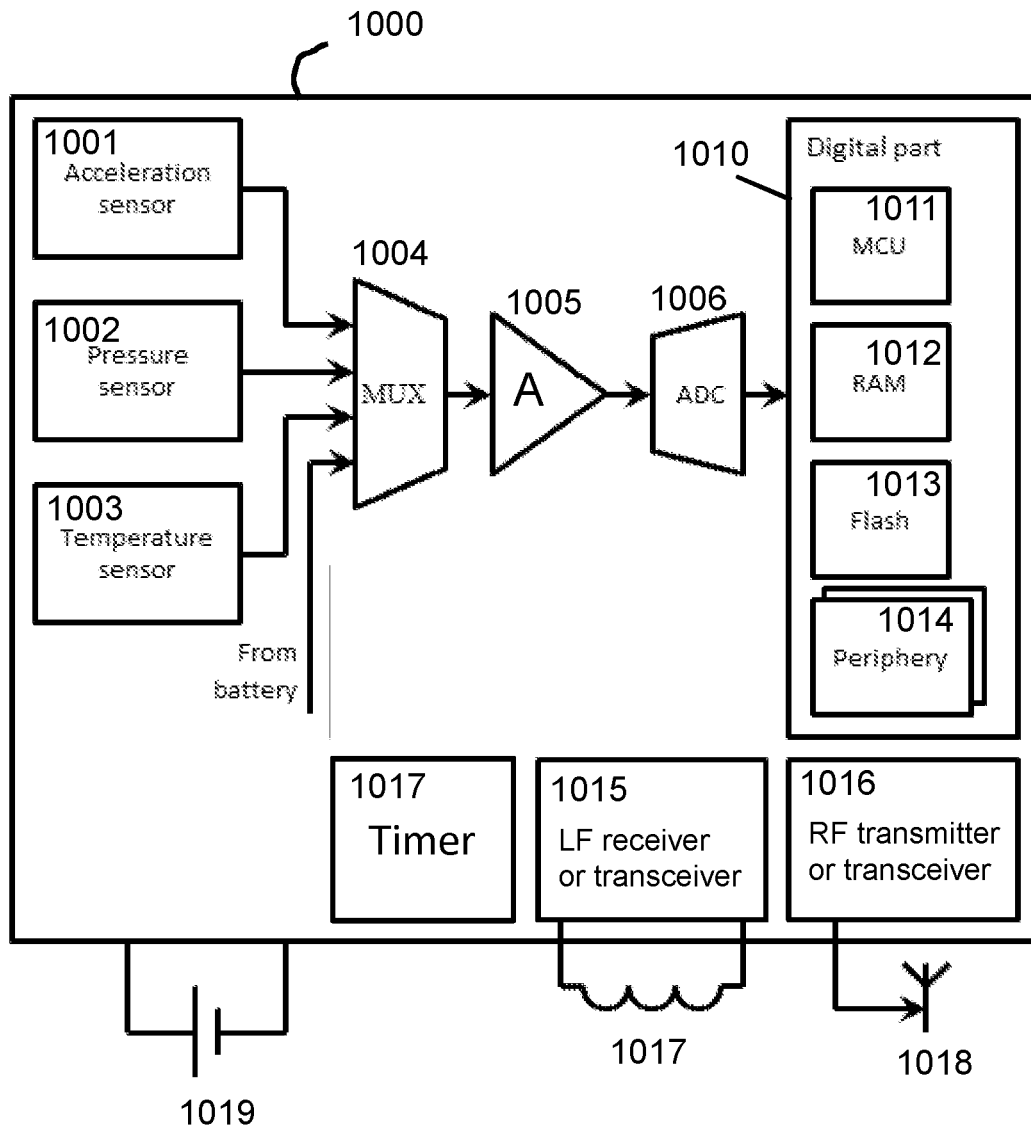 1000
1001
Acceleration
sensor
1002
Pressure
sensor
1003
Temperature
sensor
From
battery
1004
MUX
1005
A
1006
ADC
1010
Digital part
1011
MCU
1012
RAM
1013
Flash
1014
Periphery
1017
Timer
1015
LF receiver
or transceiver
1016
RF transmitter
or transceiver
1019
1017
1018